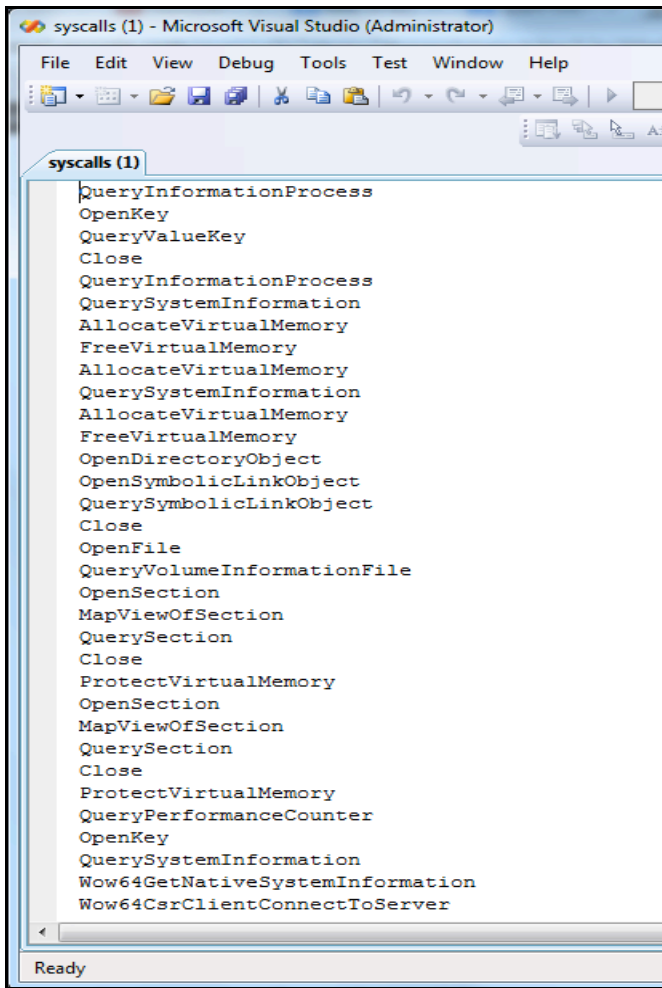 syscalls (1) - Microsoft Visual Studio (Administrator)
File Edit View Debug Tools Test Window Help
syscalls (1)
QueryInformationProcess
OpenKey
QueryValueKey
Close
QueryInformationProcess
QuerySystemInformation
AllocateVirtualMemory
FreeVirtualMemory
AllocateVirtualMemory
QuerySystemInformation
AllocateVirtualMemory
FreeVirtualMemory
OpenDirectoryObject
OpenSymbolicLinkObject
QuerySymbolicLinkObject
Close
OpenFile
QueryVolumeInformationFile
OpenSection
MapViewOfSection
QuerySection
Close
ProtectVirtualMemory
OpenSection
MapViewOfSection
QuerySection
Close
ProtectVirtualMemory
QueryPerformanceCounter
OpenKey
QuerySystemInformation
Wow64GetNativeSystemInformation
Wow64CsrClientConnectToServer
Ready